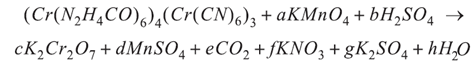 (Cr(N₂H₄CO)₆)₄(Cr(CN)₆)₃ + aKMnO₄ + bH₂SO₄ →
cK₂Cr₂O₇ + dMnSO₄ + eCO₂ + fKNO₃ + gK₂SO₄ + hH₂O